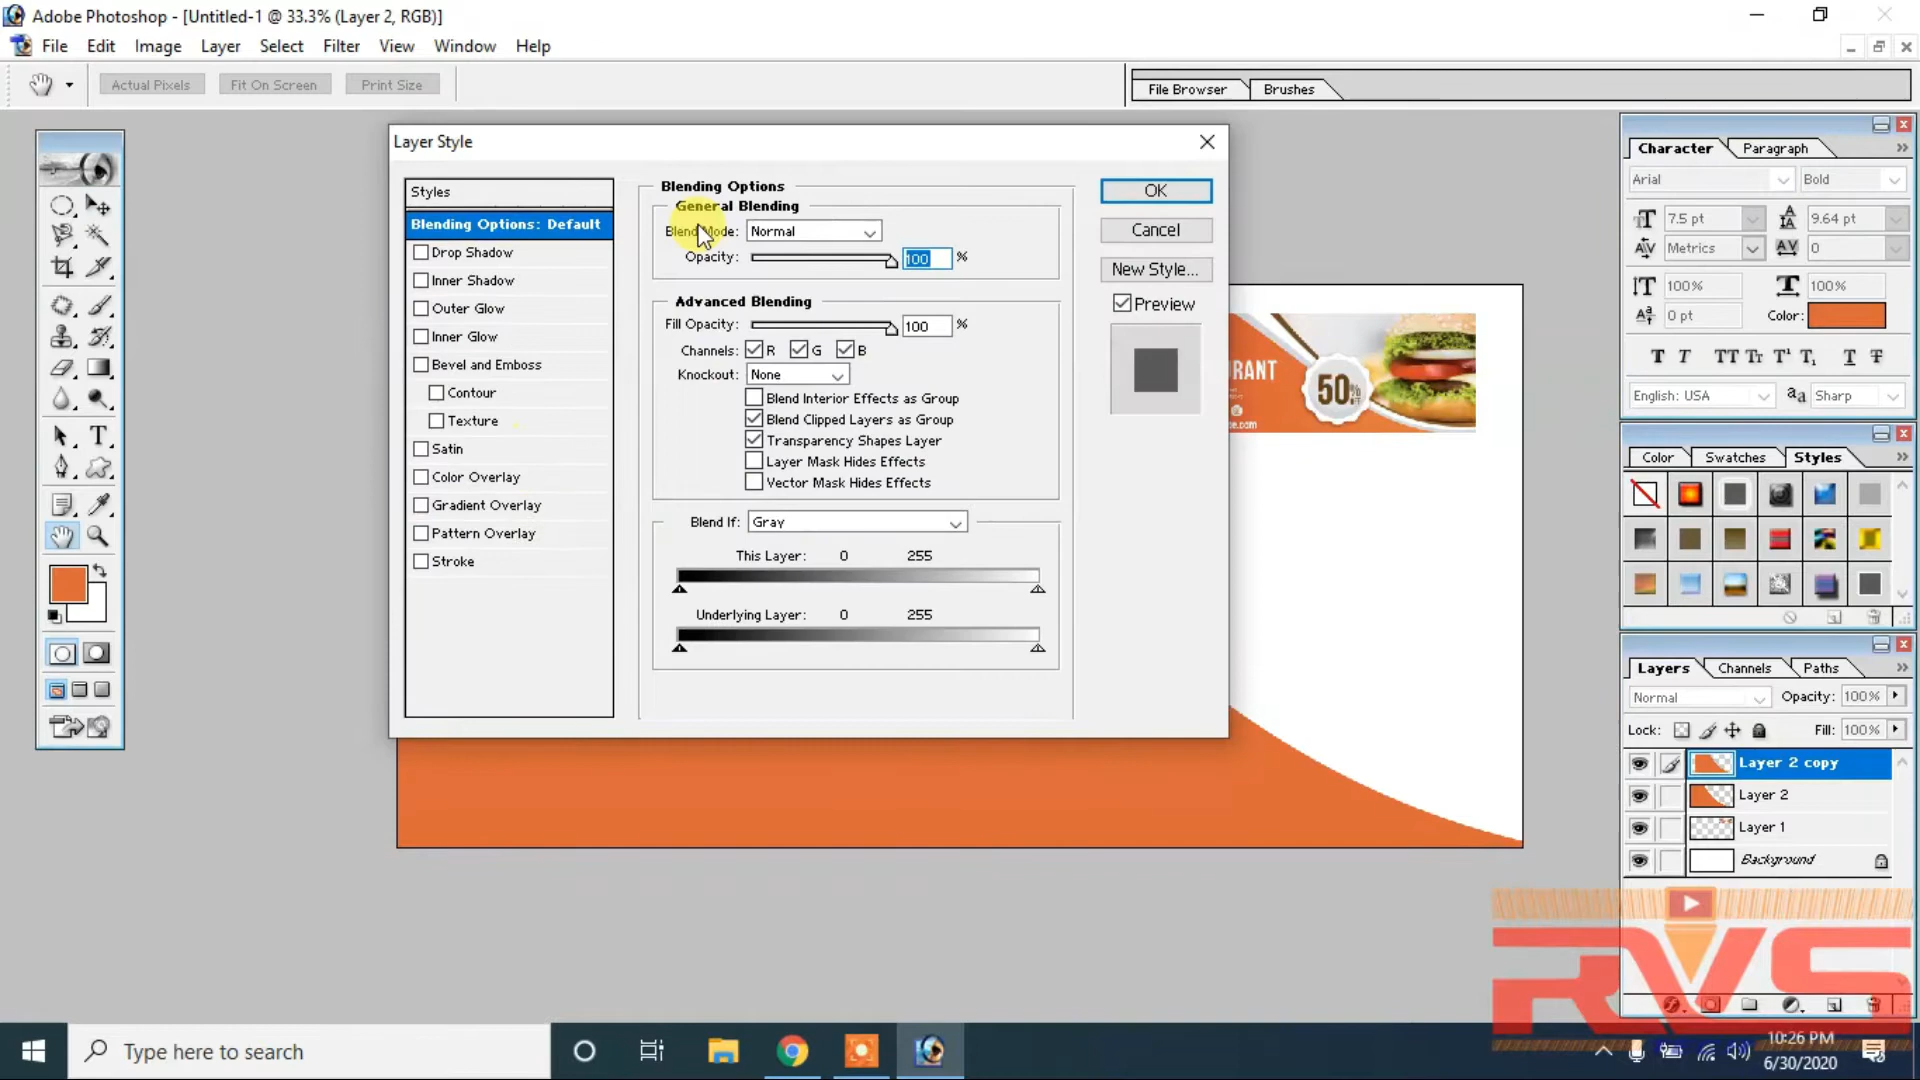 Adobe Photoshop - [Untitled-1 @ 33.3% (Layer 2, RGB)]
File Edit Image Layer Select Filter View Window Help
Actual Pixels Fit On Screen Print Size
File Browser Brushes
Layer Style
Styles
Blending Options: Default
Drop Shadow
Inner Shadow
Outer Glow
Inner Glow
Bevel and Emboss
Contour
Texture
Satin
Color Overlay
Gradient Overlay
Pattern Overlay
Stroke
Blending Options
General Blending
Blend Mode: Normal
Opacity: 100 %
Advanced Blending
Fill Opacity: 100 %
Channels: R G B
Knockout: None
Blend Interior Effects as Group
Blend Clipped Layers as Group
Transparency Shapes Layer
Layer Mask Hides Effects
Vector Mask Hides Effects
Blend If: Gray
This Layer: 0 255
Underlying Layer: 0 255
OK
Cancel
New Style...
Preview
50%
Character Paragraph
Arial Bold
7.5 pt 9.64 pt
Metrics 0
100% 100%
0 pt Color:
T T TT Tr T¹ T₁ T T
English: USA aa Sharp
Color Swatches Styles
Layers Channels Paths
Normal Opacity: 100%
Lock: Fill: 100%
Layer 2 copy
Layer 2
Layer 1
Background
RVS
Type here to search
10:26 PM
6/30/2020